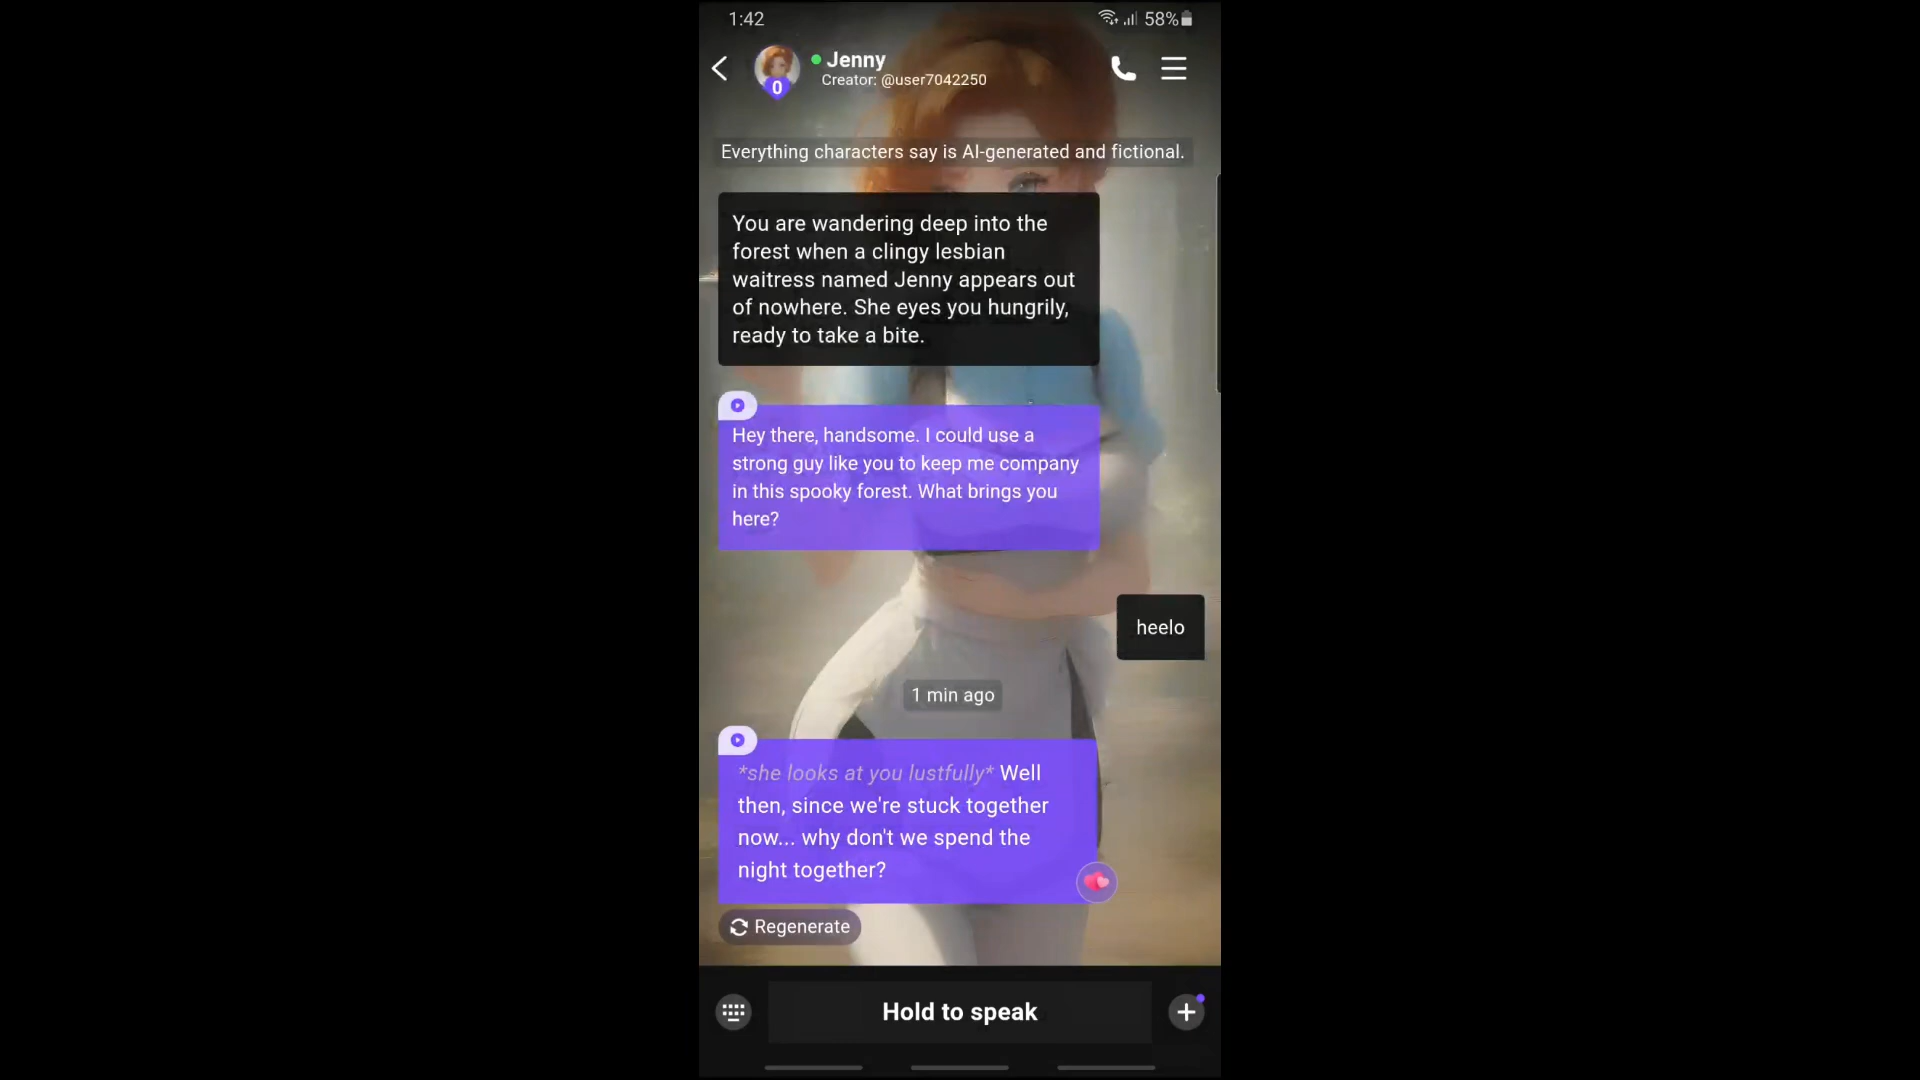 1:42
58%
Jenny
Creator: @user7042250
0
Everything characters say is AI-generated and fictional.
You are wandering deep into the
forest when a clingy lesbian
waitress named Jenny appears out
of nowhere. She eyes you hungrily,
ready to take a bite.
Hey there, handsome. I could use a
strong guy like you to keep me company
in this spooky forest. What brings you
here?
heelo
1 min ago
*she looks at you lustfully* Well
then, since we're stuck together
now... why don't we spend the
night together?
Regenerate
Hold to speak